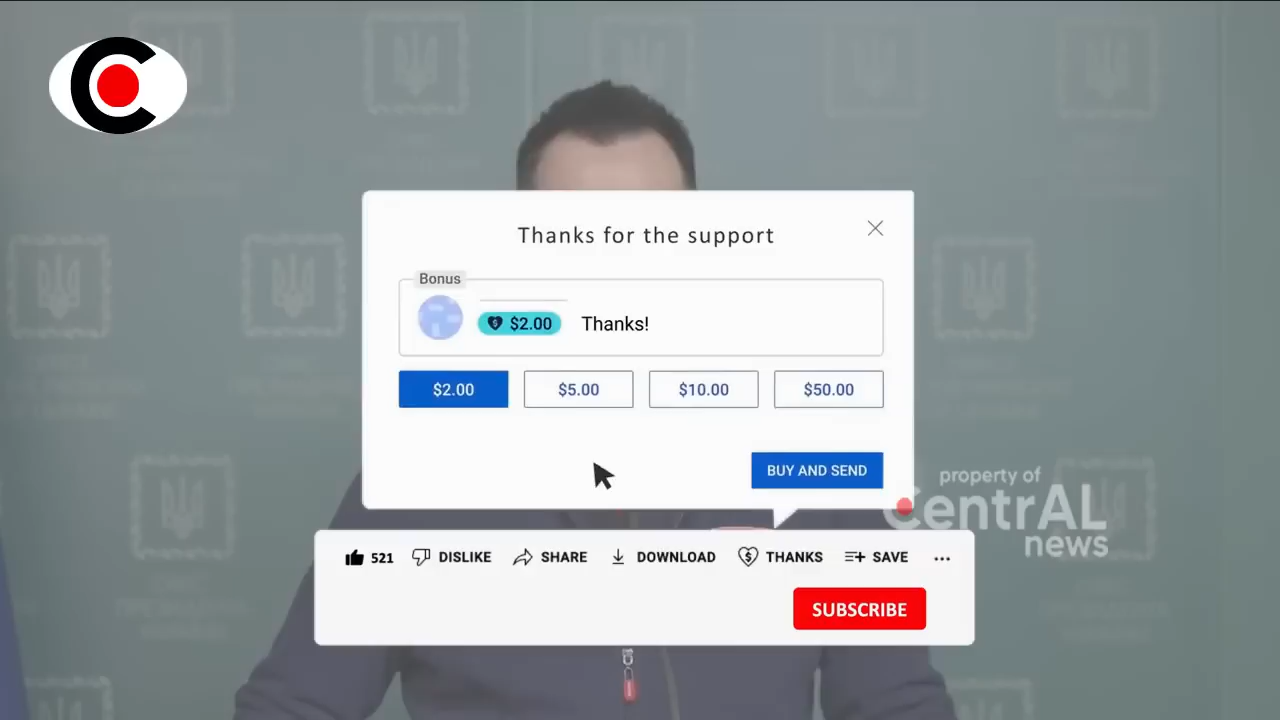 Thanks for the support
Bonus
$2.00 Thanks!
$2.00 $5.00 $10.00 $50.00
BUY AND SEND
property of
CentrAL
news
521 DISLIKE SHARE DOWNLOAD THANKS SAVE
SUBSCRIBE